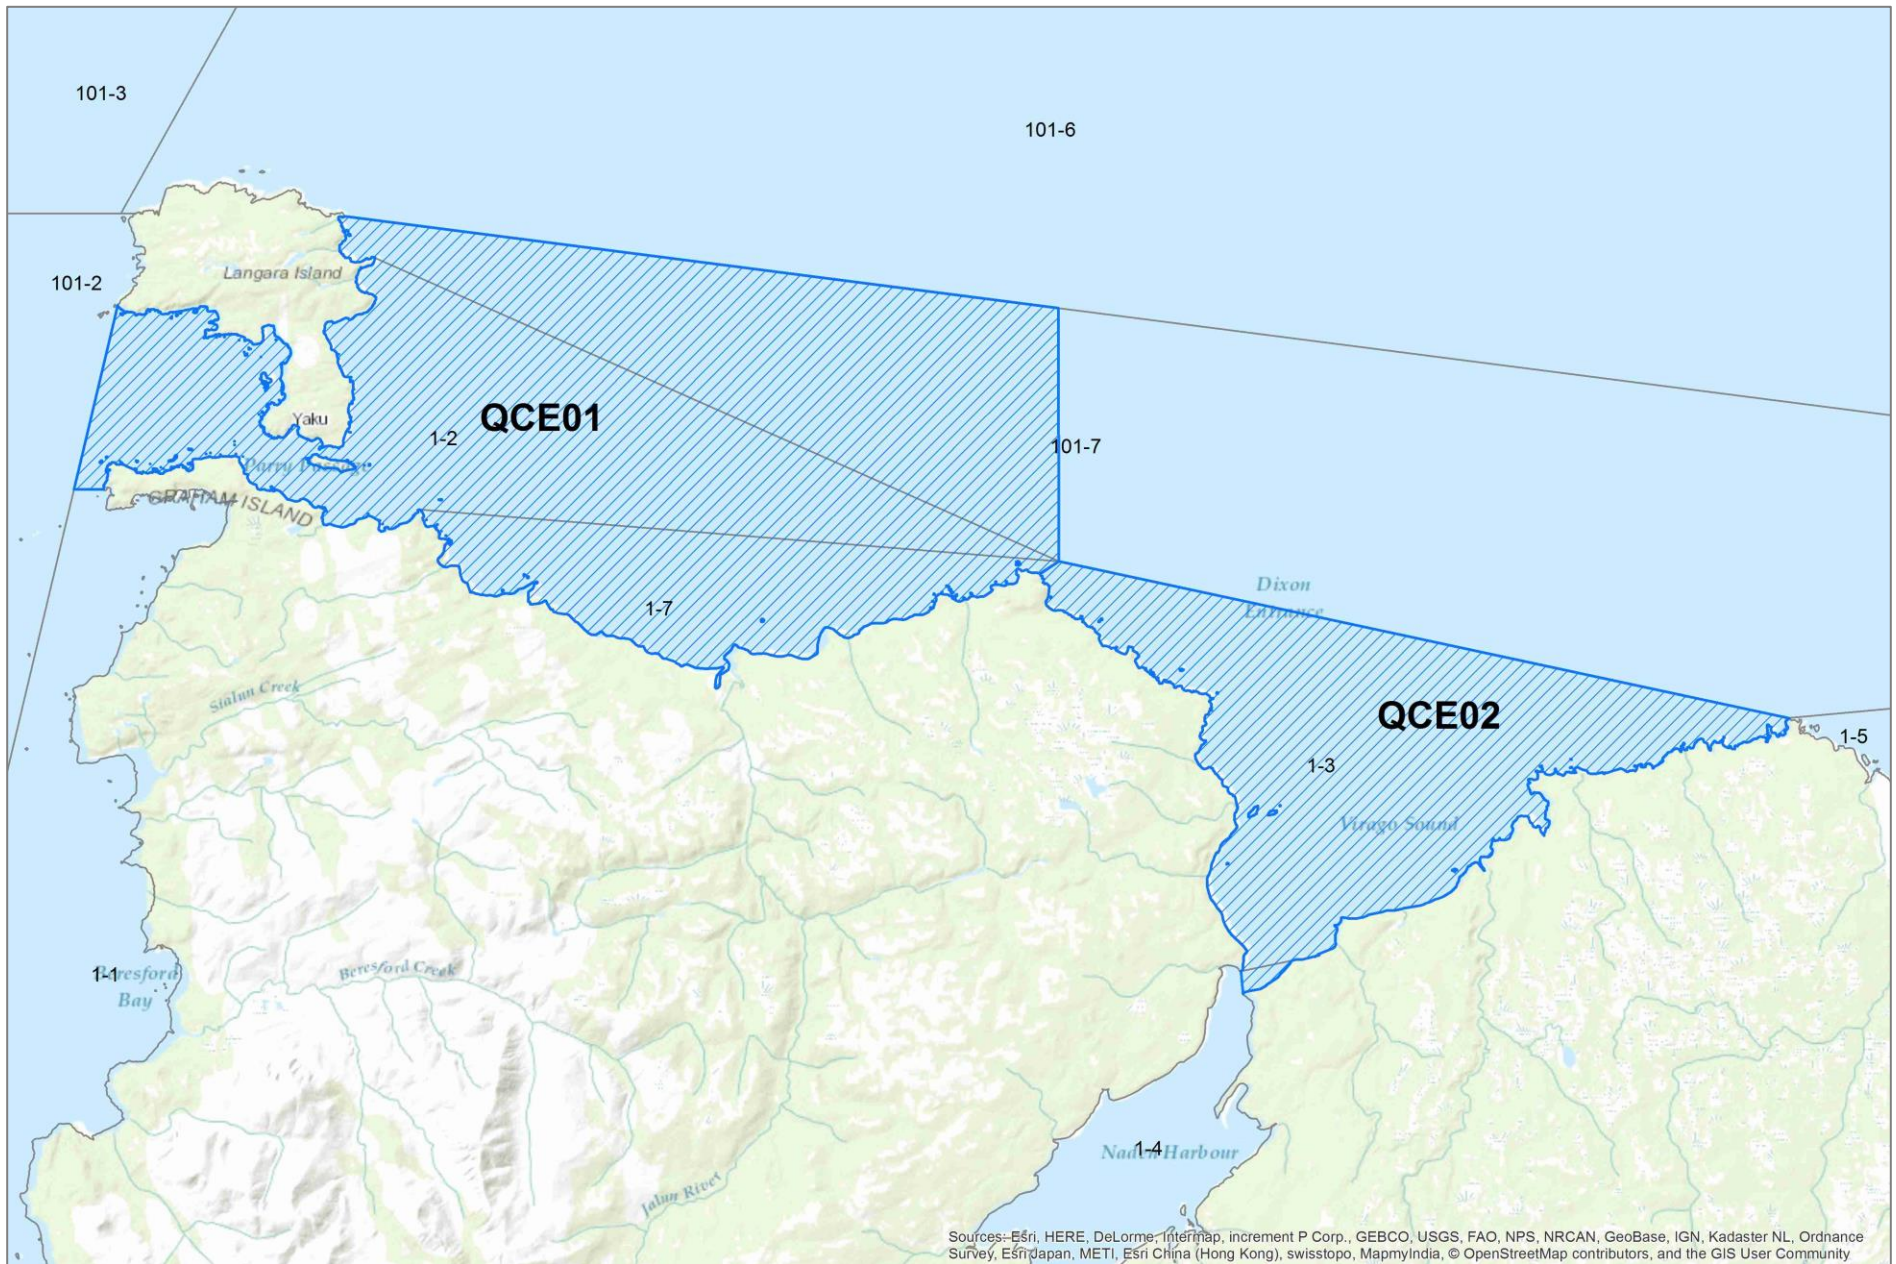 101-3
101-6
Langara Island
101-2
QCE01
Yaku
1-2
101-7
Parry Passage
GRAHAM ISLAND
Dixon
Entrance
1-7
Sialun Creek
QCE02
1-5
1-3
Virago Sound
Beresford Creek
1-1
Beresford
Bay
Naden Harbour
1-4
Jalun River
Sources: Esri, HERE, DeLorme, Intermap, increment P Corp., GEBCO, USGS, FAO, NPS, NRCAN, GeoBase, IGN, Kadaster NL, Ordnance
Survey, Esri Japan, METI, Esri China (Hong Kong), swisstopo, MapmyIndia, © OpenStreetMap contributors, and the GIS User Community